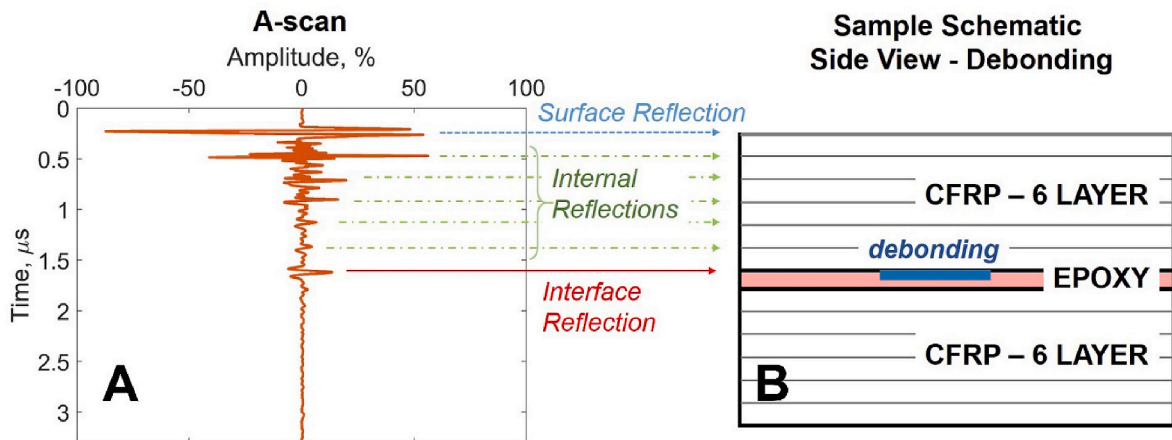 A-scan
Amplitude, %
-100 -50 0 50 100
0
0.5
1
1.5
2
2.5
3
Time, μs
A
Surface Reflection
Internal
Reflections
Interface
Reflection
Sample Schematic
Side View - Debonding
CFRP – 6 LAYER
debonding
EPOXY
CFRP – 6 LAYER
B